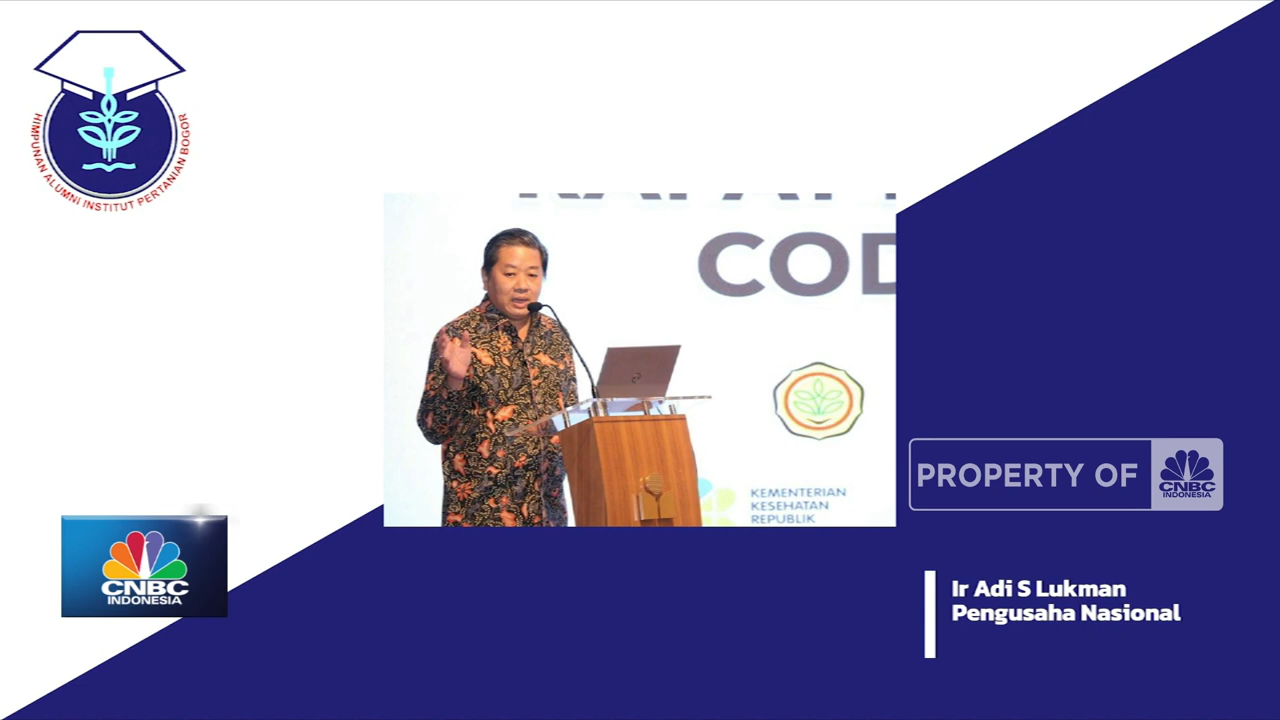 HIMPUNAN ALUMNI INSTITUT PERTANIAN BOGOR
COD
KEMENTERIAN
KESEHATAN
REPUBLIK
PROPERTY OF
CNBC
INDONESIA
CNBC
INDONESIA
Ir Adi S Lukman
Pengusaha Nasional